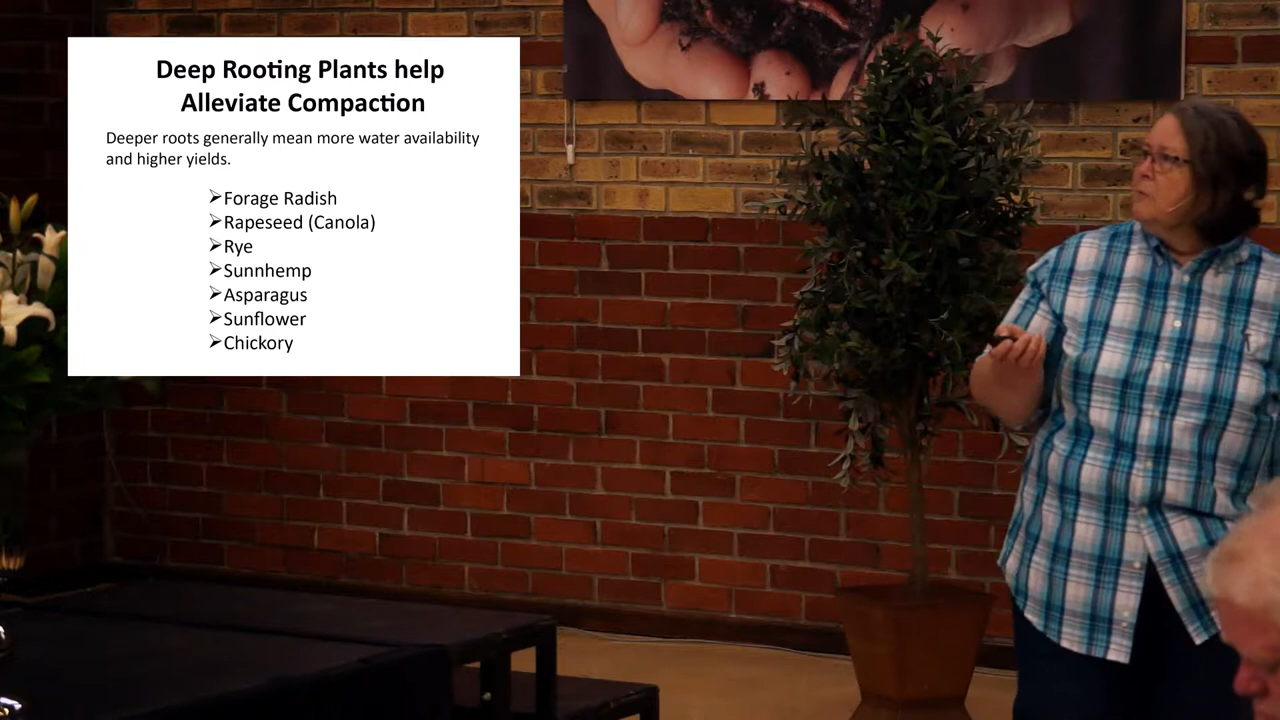 Deep Rooting Plants help
Alleviate Compaction
Deeper roots generally mean more water availability
and higher yields.
➢Forage Radish
➢Rapeseed (Canola)
➢Rye
➢Sunnhemp
➢Asparagus
➢Sunflower
➢Chickory